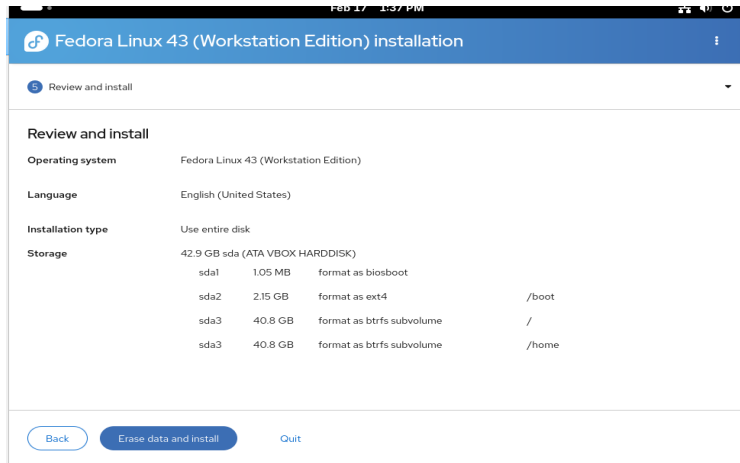 Feb 17 1:37 PM
Fedora Linux 43 (Workstation Edition) installation
5 Review and install
Review and install
Operating system Fedora Linux 43 (Workstation Edition)
Language English (United States)
Installation type Use entire disk
Storage 42.9 GB sda (ATA VBOX HARDDISK)
sda1 1.05 MB format as biosboot
sda2 2.15 GB format as ext4 /boot
sda3 40.8 GB format as btrfs subvolume /
sda3 40.8 GB format as btrfs subvolume /home
Back Erase data and install Quit